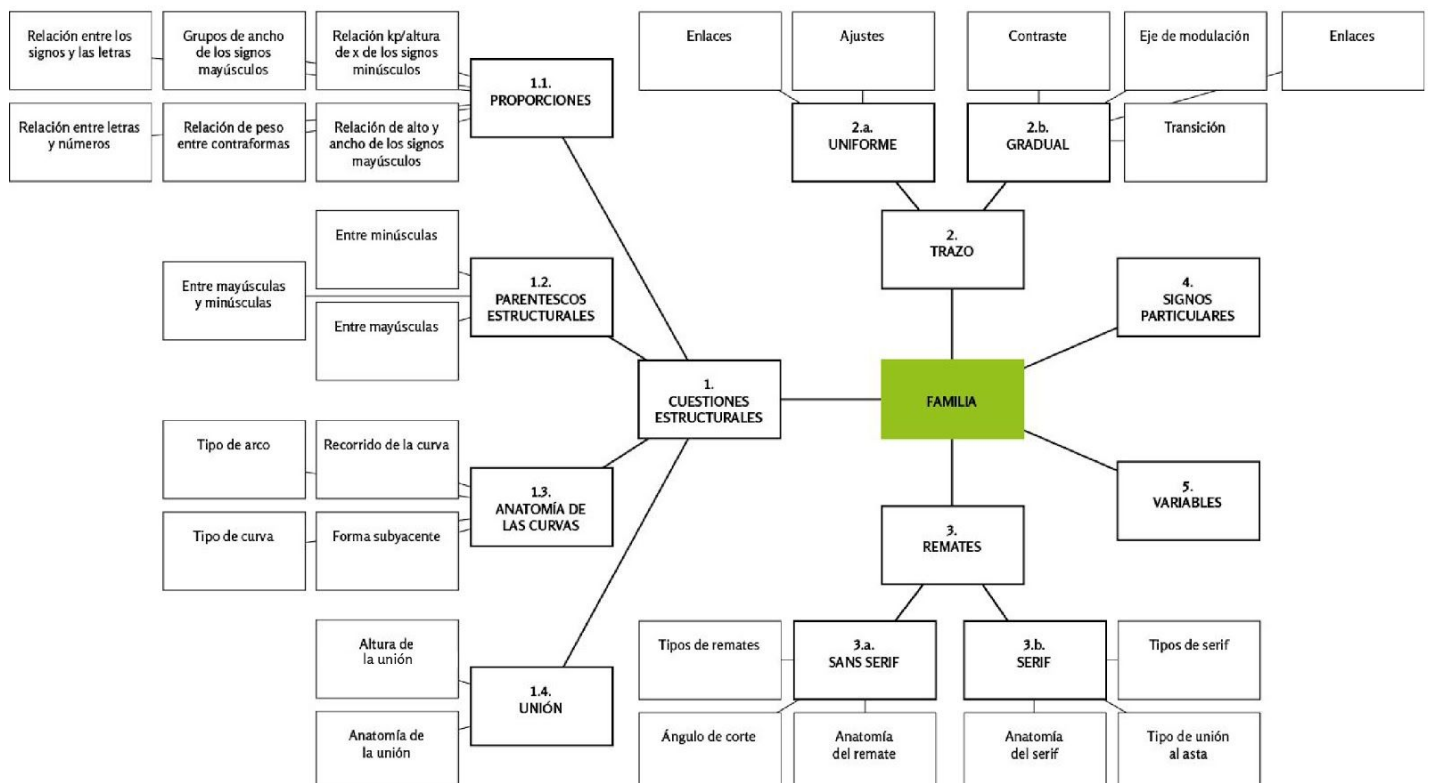 Relación entre los
signos y las letras
Grupos de ancho
de los signos
mayúsculos
Relación kp/altura
de x de los signos
minúsculos
1.1.
PROPORCIONES
Relación entre letras
y números
Relación de peso
entre contraformas
Relación de alto y
ancho de los signos
mayúsculos
Enlaces
Ajustes
Contraste
Eje de modulación
Enlaces
2.a.
UNIFORME
2.b.
GRADUAL
Transición
2.
TRAZO
Entre minúsculas
Entre mayúsculas
y minúsculas
1.2.
PARENTESCOS
ESTRUCTURALES
Entre mayúsculas
4.
SIGNOS
PARTICULARES
1.
CUESTIONES
ESTRUCTURALES
FAMILIA
Tipo de arco
Recorrido de la curva
1.3.
ANATOMÍA DE
LAS CURVAS
Tipo de curva
Forma subyacente
5.
VARIABLES
3.
REMATES
Altura de
la unión
1.4.
UNIÓN
Anatomía de
la unión
Tipos de remates
3.a.
SANS SERIF
3.b.
SERIF
Tipos de serif
Ángulo de corte
Anatomía
del remate
Anatomía
del serif
Tipo de unión
al asta